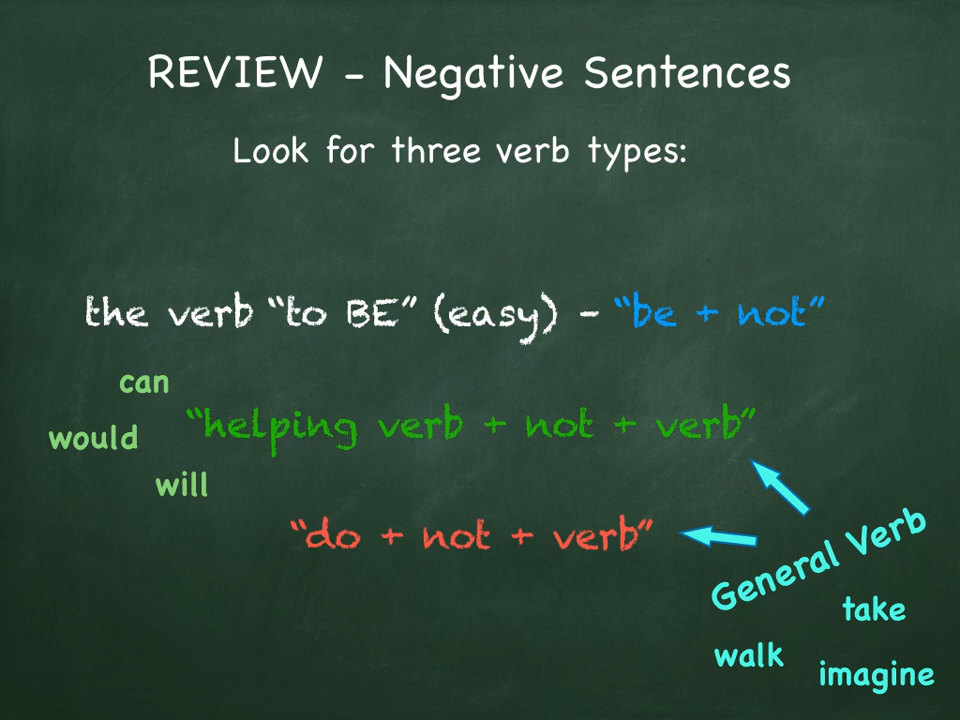 REVIEW - Negative Sentences
Look for three verb types:
the verb “to BE” (easy) - “be + not”
can
“helping verb + not + verb”
would
will
“do + not + verb”
General Verb
take
walk
imagine